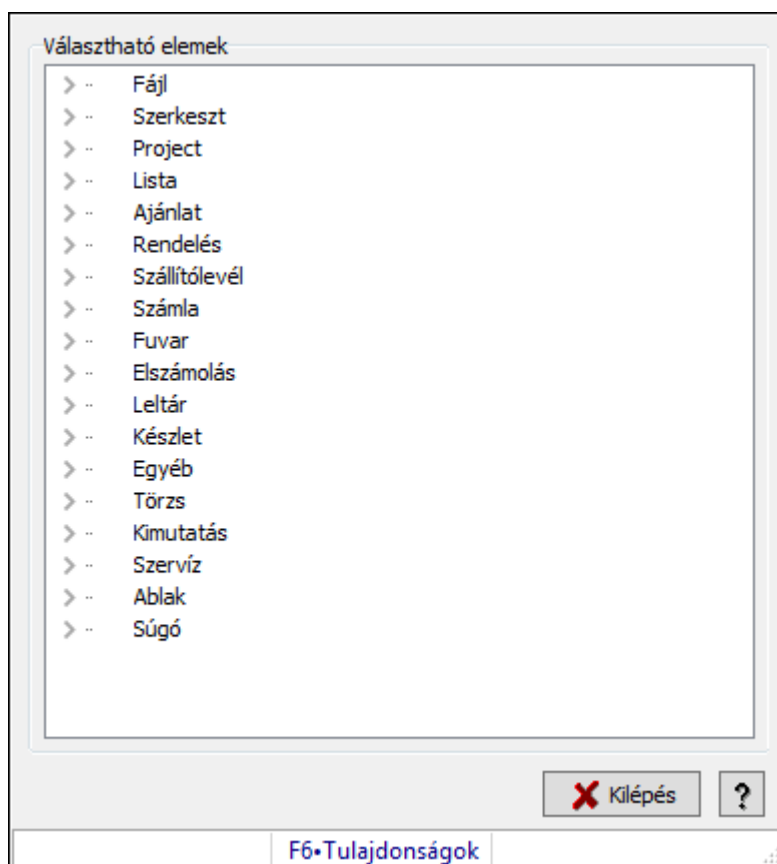 Választható elemek
Fájl
Szerkeszt
Project
Lista
Ajánlat
Rendelés
Szállítólevél
Számla
Fuvar
Elszámolás
Leltár
Készlet
Egyéb
Törzs
Kimutatás
Szervíz
Ablak
Súgó
Kilépés ?
F6•Tulajdonságok